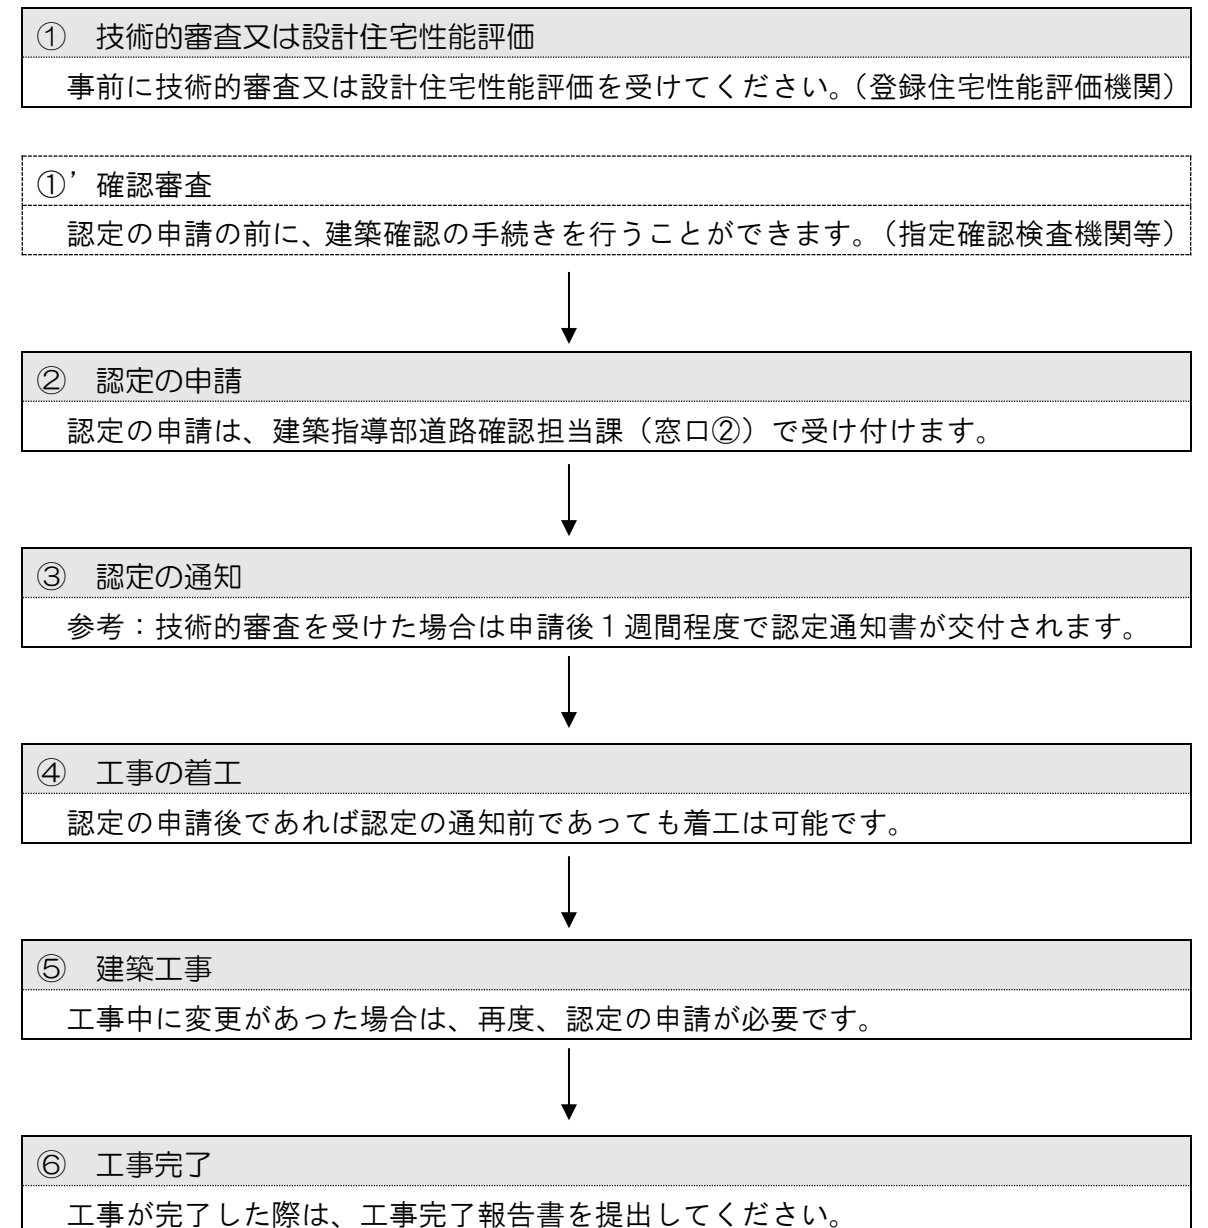 ①　技術的審査又は設計住宅性能評価
事前に技術的審査又は設計住宅性能評価を受けてください。（登録住宅性能評価機関）
①’確認審査
認定の申請の前に、建築確認の手続きを行うことができます。（指定確認検査機関等）
②　認定の申請
認定の申請は、建築指導部道路確認担当課（窓口②）で受け付けます。
③　認定の通知
参考：技術的審査を受けた場合は申請後１週間程度で認定通知書が交付されます。
④　工事の着工
認定の申請後であれば認定の通知前であっても着工は可能です。
⑤　建築工事
工事中に変更があった場合は、再度、認定の申請が必要です。
⑥　工事完了
工事が完了した際は、工事完了報告書を提出してください。